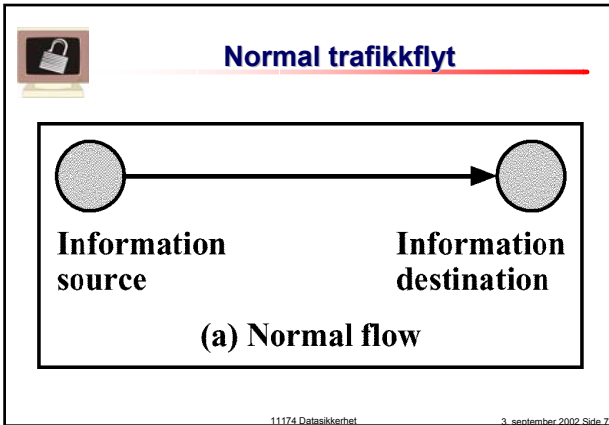 Normal trafikkflyt
Information source
Information destination
(a) Normal flow
11174 Datasikkerhet
3. september 2002 Side 7